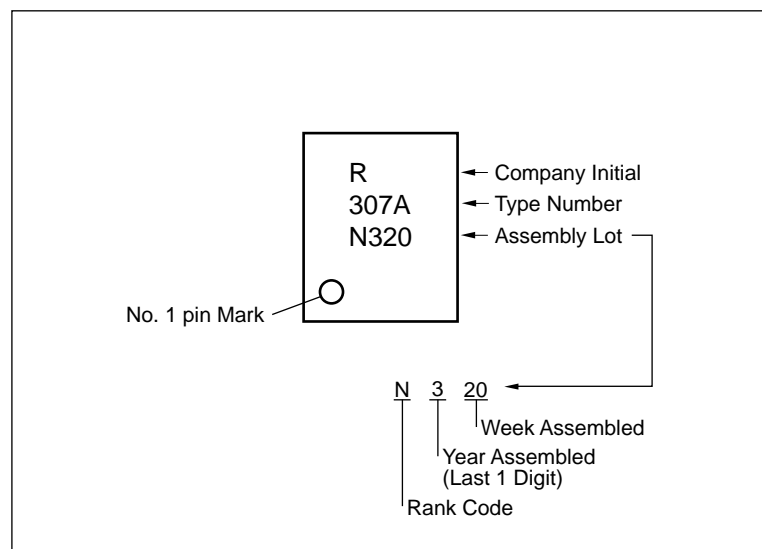 R
307A
N320
Company Initial
Type Number
Assembly Lot
No. 1 pin Mark
N 3 20
Week Assembled
Year Assembled
(Last 1 Digit)
Rank Code